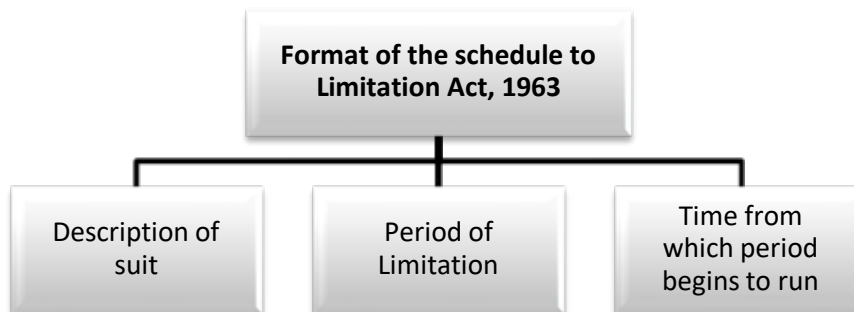 Format of the schedule to
Limitation Act, 1963
Description of
suit
Period of
Limitation
Time from
which period
begins to run